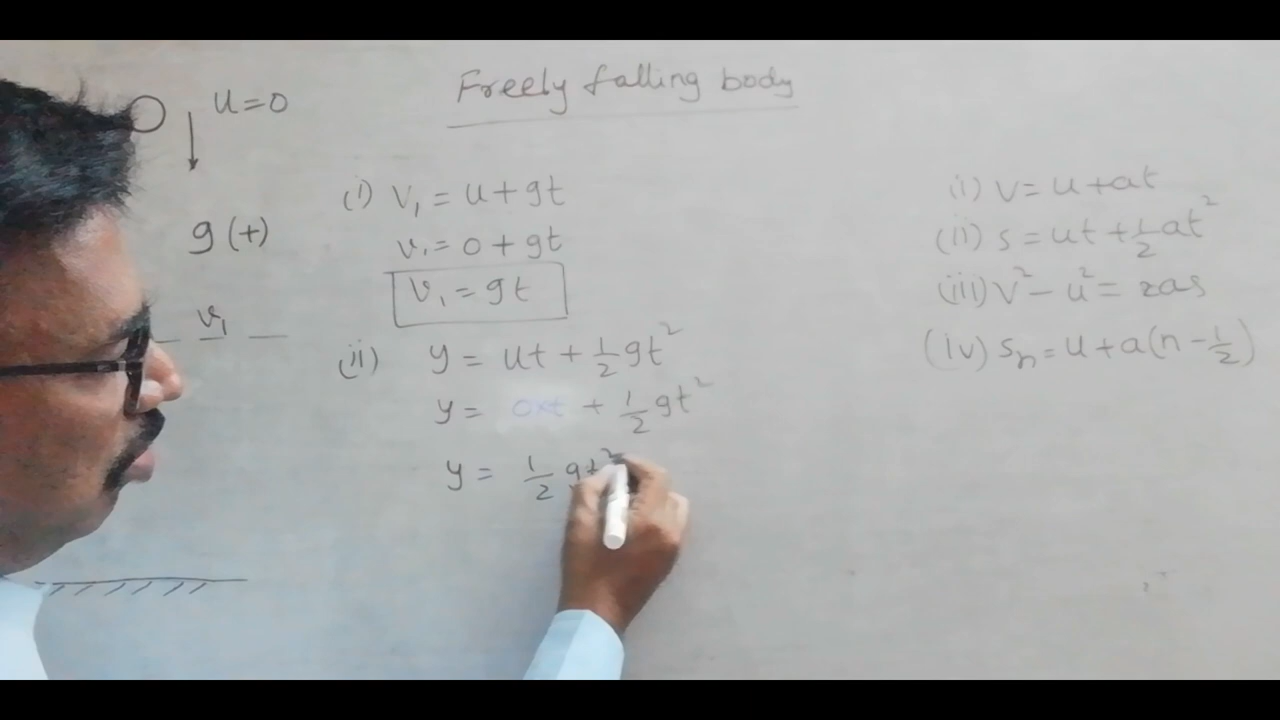 Freely falling body
u=0
g (+)
v₁
(i) v₁ = u + gt
v₁ = 0 + gt
v₁ = gt
(ii) y = ut + 1/2 gt²
y = 0xt + 1/2 gt²
y = 1/2 gt²
(i) v = u + at
(ii) s = ut + 1/2 at²
(iii) v² - u² = 2as
(iv) sₙ = u + a(n - 1/2)